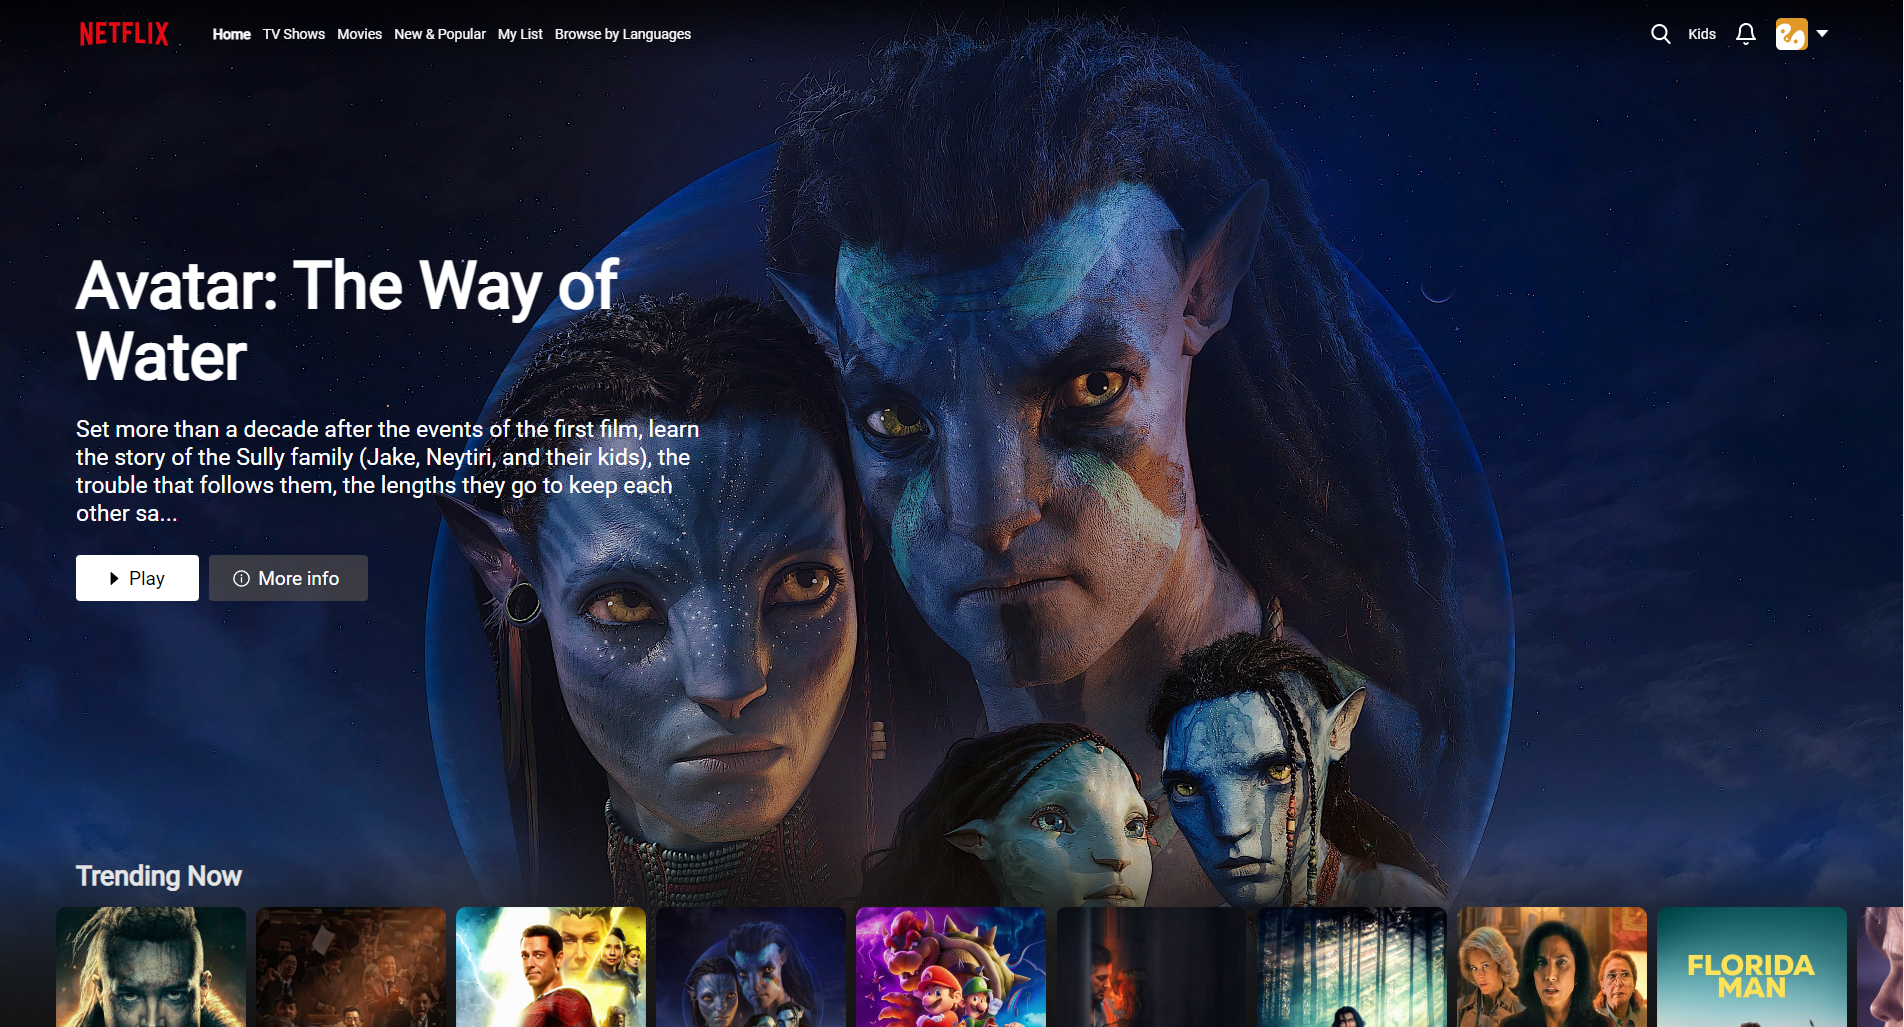 NETFLIX
Home TV Shows Movies New & Popular My List Browse by Languages
Kids
Avatar: The Way of
Water
Set more than a decade after the events of the first film, learn
the story of the Sully family (Jake, Neytiri, and their kids), the
trouble that follows them, the lengths they go to keep each
other sa...
Play
More info
Trending Now
FLORIDA
MAN